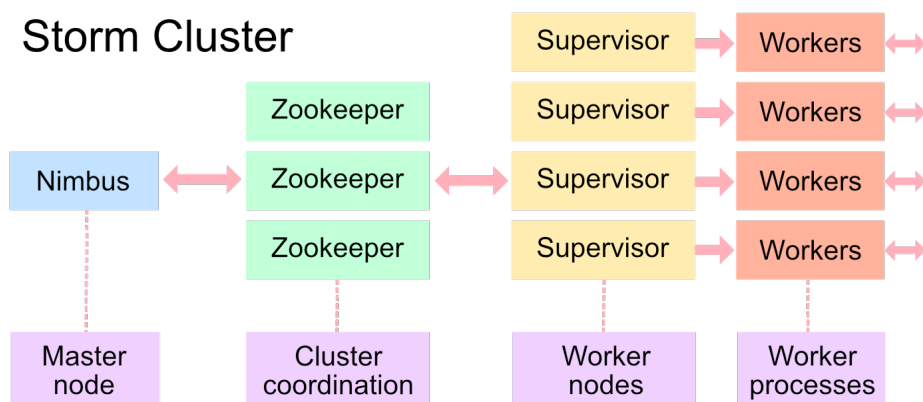 Storm Cluster
Supervisor
Workers
Zookeeper
Supervisor
Workers
Nimbus
Zookeeper
Supervisor
Workers
Zookeeper
Supervisor
Workers
Master
node
Cluster
coordination
Worker
nodes
Worker
processes